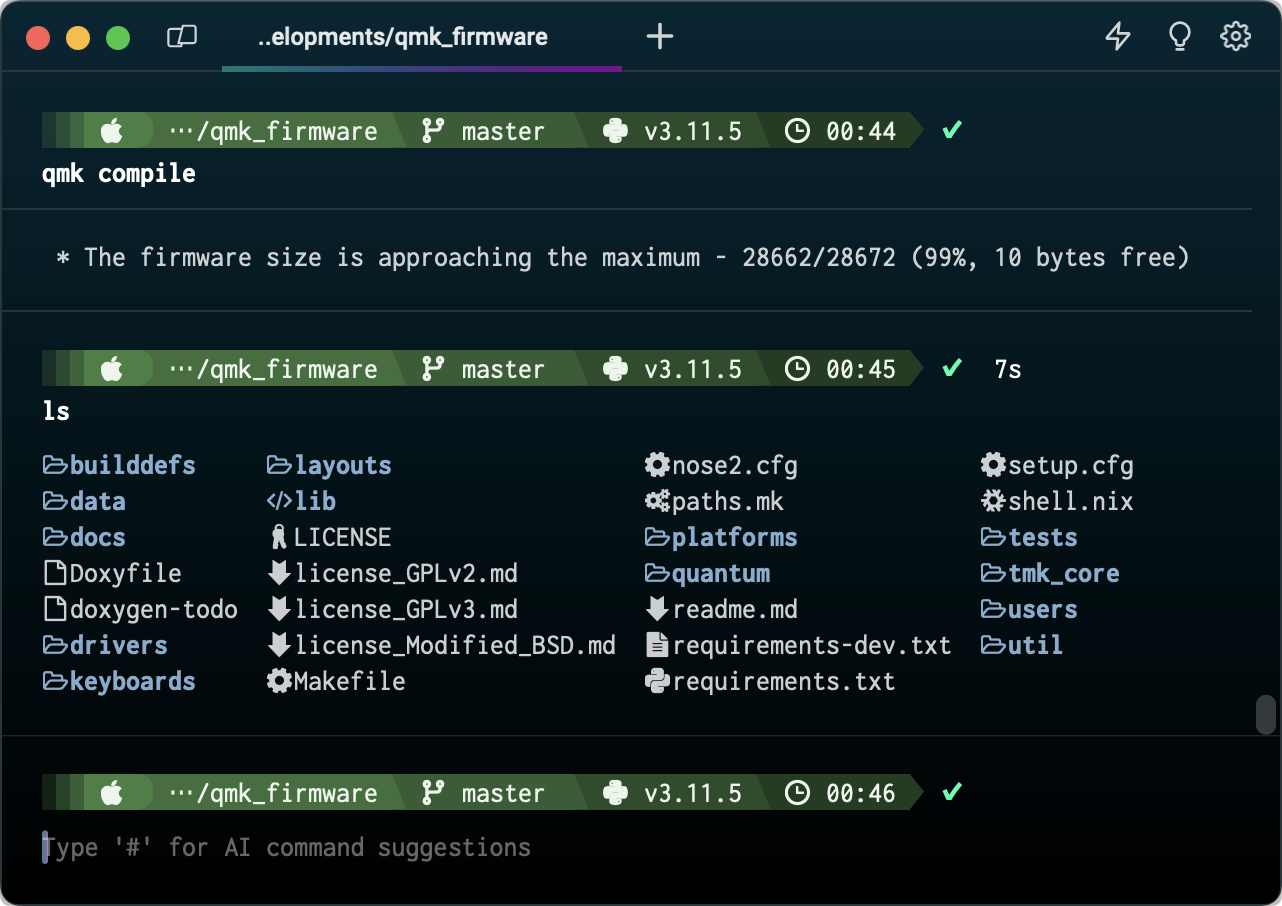 ..elopments/qmk_firmware
···/qmk_firmware master v3.11.5 00:44
qmk compile
* The firmware size is approaching the maximum - 28662/28672 (99%, 10 bytes free)
···/qmk_firmware master v3.11.5 00:45 7s
ls
builddefs layouts nose2.cfg setup.cfg
data lib paths.mk shell.nix
docs LICENSE platforms tests
Doxyfile license_GPLv2.md quantum tmk_core
doxygen-todo license_GPLv3.md readme.md users
drivers license_Modified_BSD.md requirements-dev.txt util
keyboards Makefile requirements.txt
···/qmk_firmware master v3.11.5 00:46
Type '#' for AI command suggestions